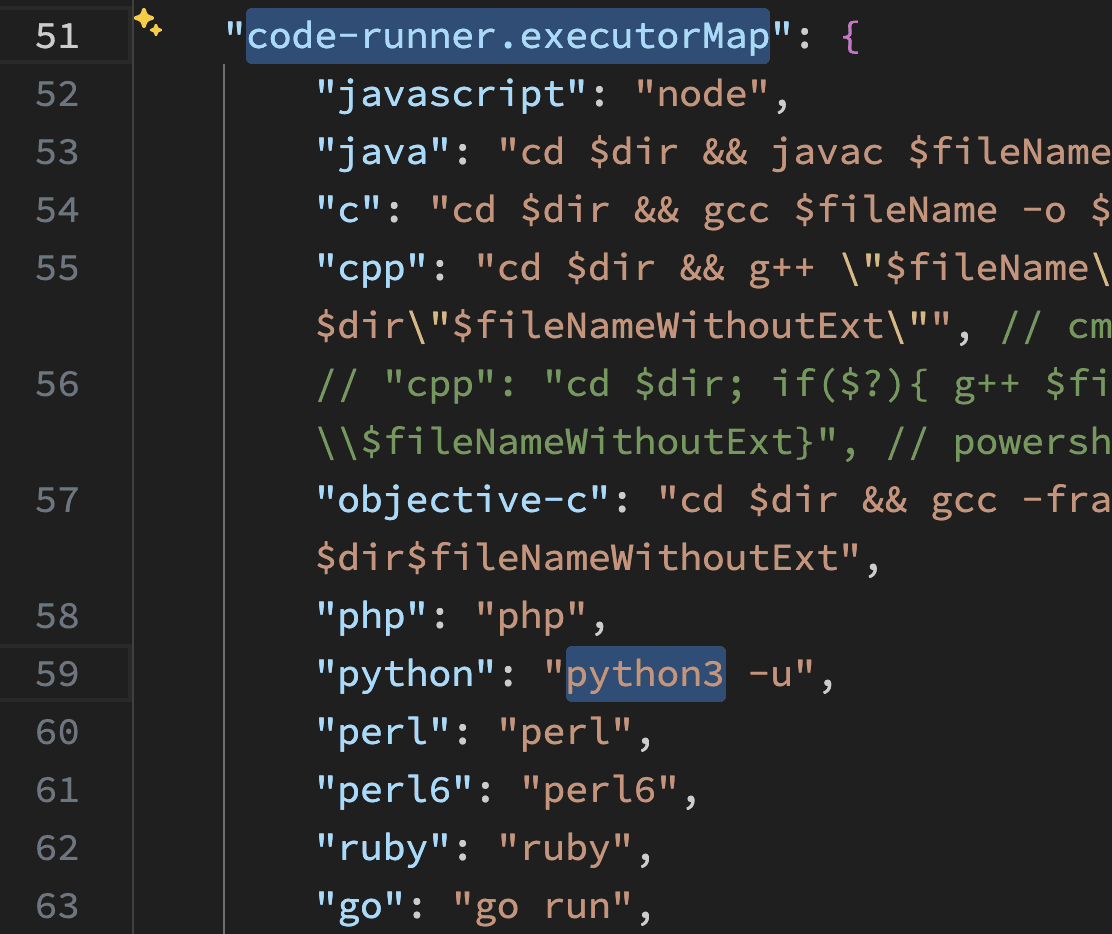 51 "code-runner.executorMap": {
52 "javascript": "node",
53 "java": "cd $dir && javac $fileName
54 "c": "cd $dir && gcc $fileName -o $
55 "cpp": "cd $dir && g++ \"$fileName\
$dir\"$fileNameWithoutExt\"", // cm
56 // "cpp": "cd $dir; if($?){ g++ $fi
\\$fileNameWithoutExt}", // powersh
57 "objective-c": "cd $dir && gcc -fra
$dir$fileNameWithoutExt",
58 "php": "php",
59 "python": "python3 -u",
60 "perl": "perl",
61 "perl6": "perl6",
62 "ruby": "ruby",
63 "go": "go run",